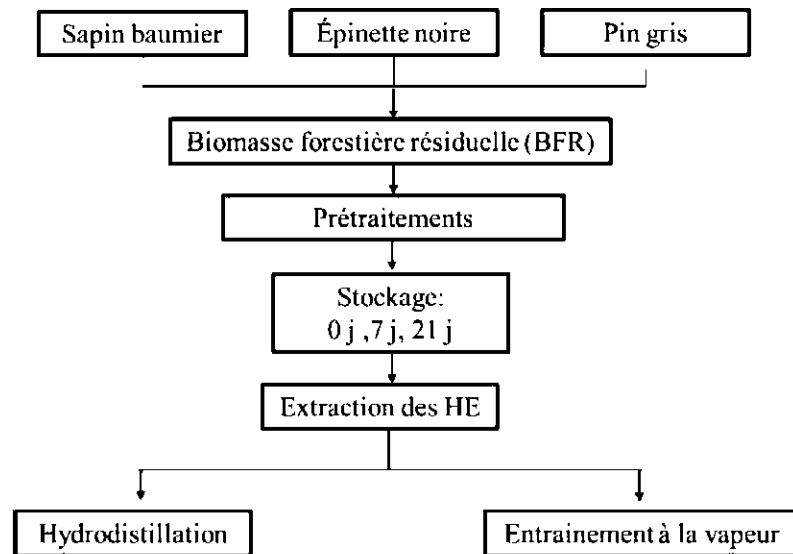 Sapin baumier
Épinette noire
Pin gris
Biomasse forestière résiduelle (BFR)
Prétraitements
Stockage:
0 j ,7 j, 21 j
Extraction des HE
Hydrodistillation
Entrainement à la vapeur